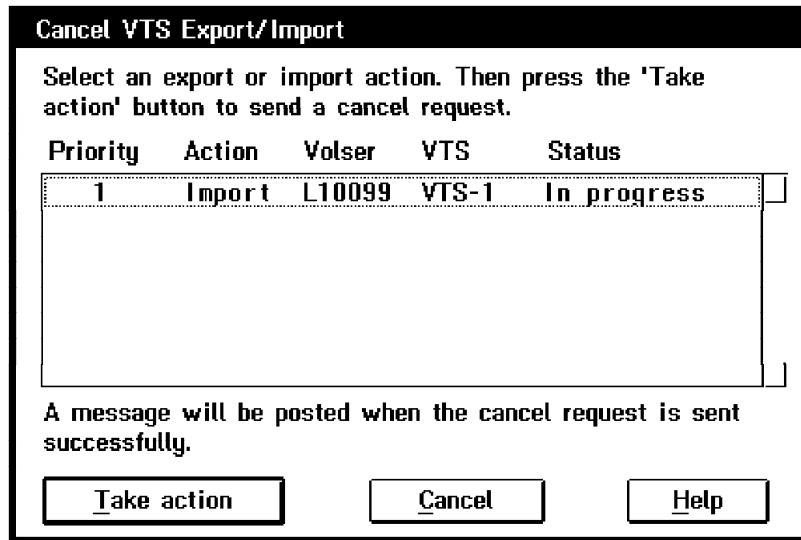 Cancel VTS Export/Import
Select an export or import action. Then press the 'Take
action' button to send a cancel request.
Priority Action Volser VTS Status
1 Import L10099 VTS-1 In progress
A message will be posted when the cancel request is sent
successfully.
Take action Cancel Help